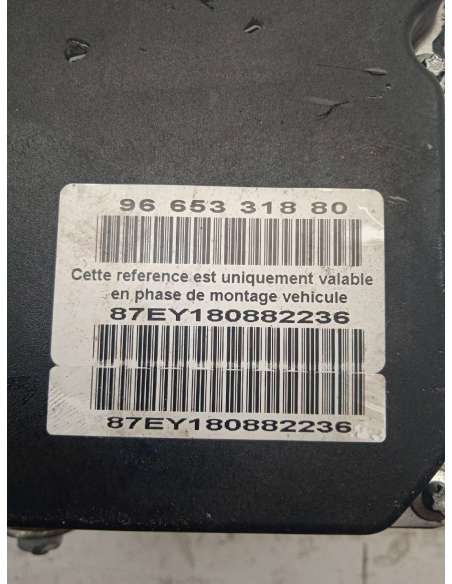 96 653 318 80
Cette reference est uniquement valable
en phase de montage vehicule
87EY180882236
87EY180882236